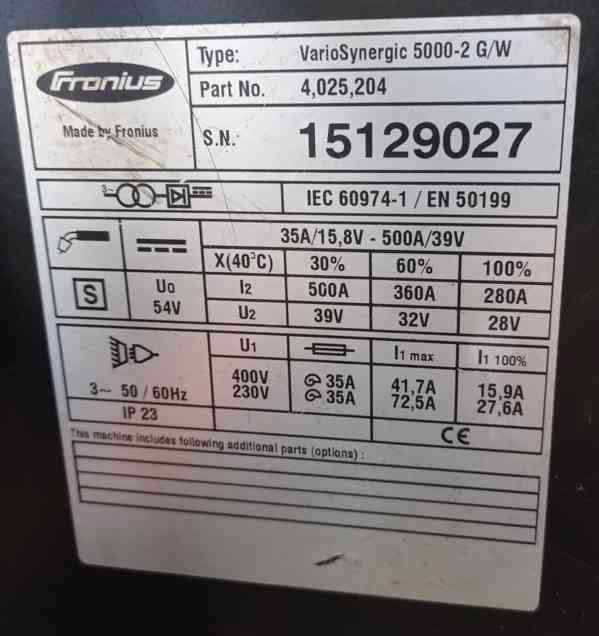 Fronius
Made by Fronius
Type: VarioSynergic 5000-2 G/W
Part No. 4,025,204
S.N. 15129027
3~ IEC 60974-1 / EN 50199
35A/15,8V - 500A/39V
X(40°C) 30% 60% 100%
S U0 54V
I2 500A 360A 280A
U2 39V 32V 28V
U1 I1 max I1 100%
400V 35A 41,7A 15,9A
230V 35A 72,5A 27,6A
3~ 50 / 60Hz
IP 23 CE
This machine includes following additional parts (options) :